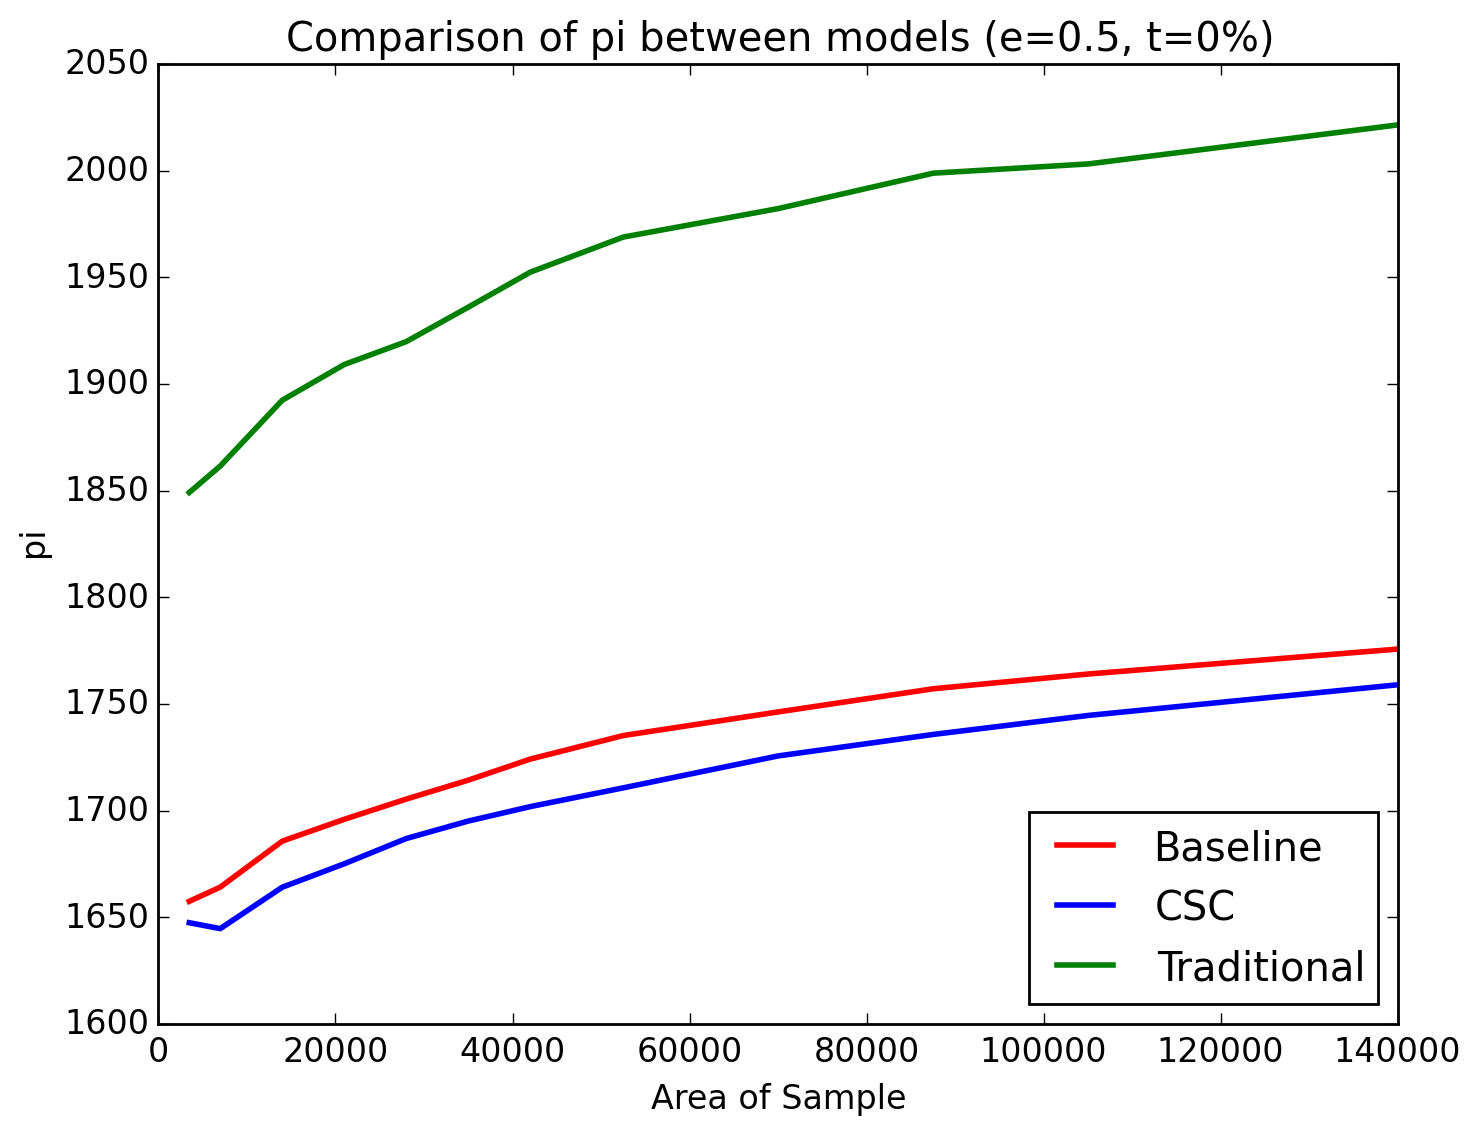 Comparison of pi between models (e=0.5, t=0%)
2050
2000
1950
1900
1850
1800
1750
1700
1650
1600
pi
Baseline
CSC
Traditional
0 20000 40000 60000 80000 100000 120000 140000
Area of Sample